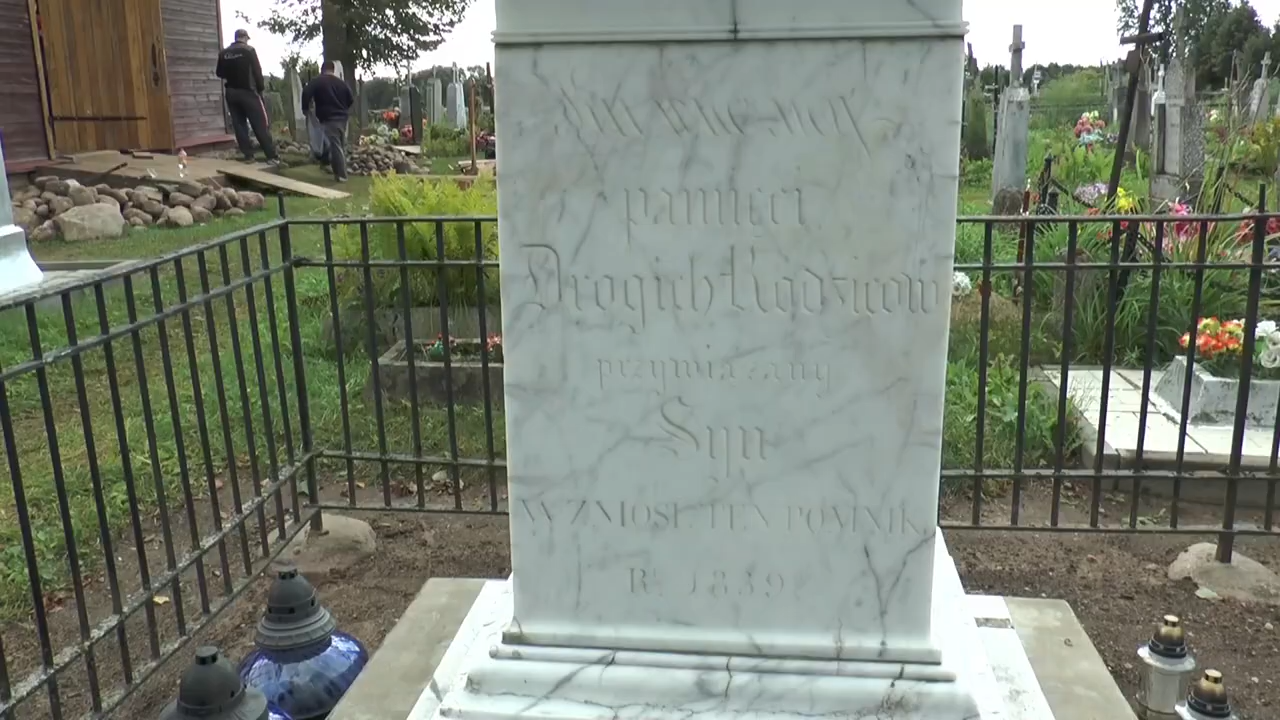 pamięci
Drogich Rodziców
przywiązany
Syn
WZNIOSŁ TEN POMNIK
R. 1839